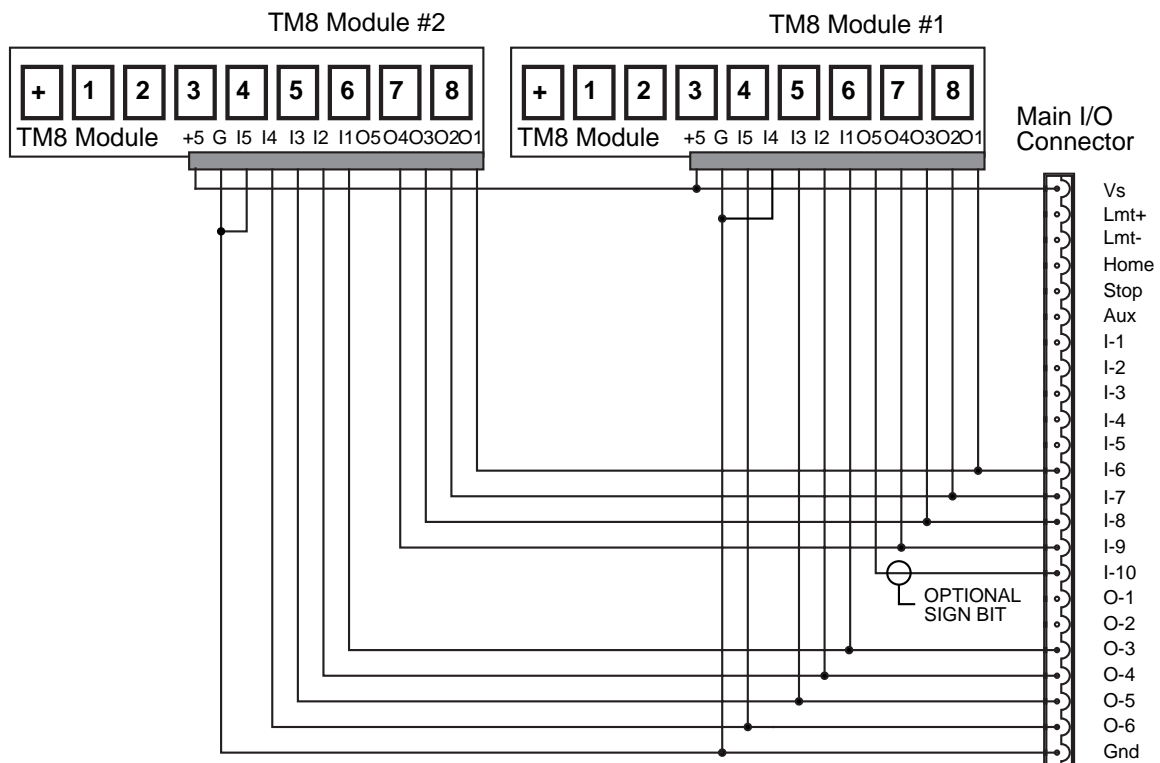 TM8 Module #2
TM8 Module #1
+ 1 2 3 4 5 6 7 8
TM8 Module +5 G I5 I4 I3 I2 I1 O5 O4 O3 O2 O1
+ 1 2 3 4 5 6 7 8
TM8 Module +5 G I5 I4 I3 I2 I1 O5 O4 O3 O2 O1
Main I/O
Connector
Vs
Lmt+
Lmt-
Home
Stop
Aux
I-1
I-2
I-3
I-4
I-5
I-6
I-7
I-8
I-9
I-10
OPTIONAL
SIGN BIT
O-1
O-2
O-3
O-4
O-5
O-6
Gnd